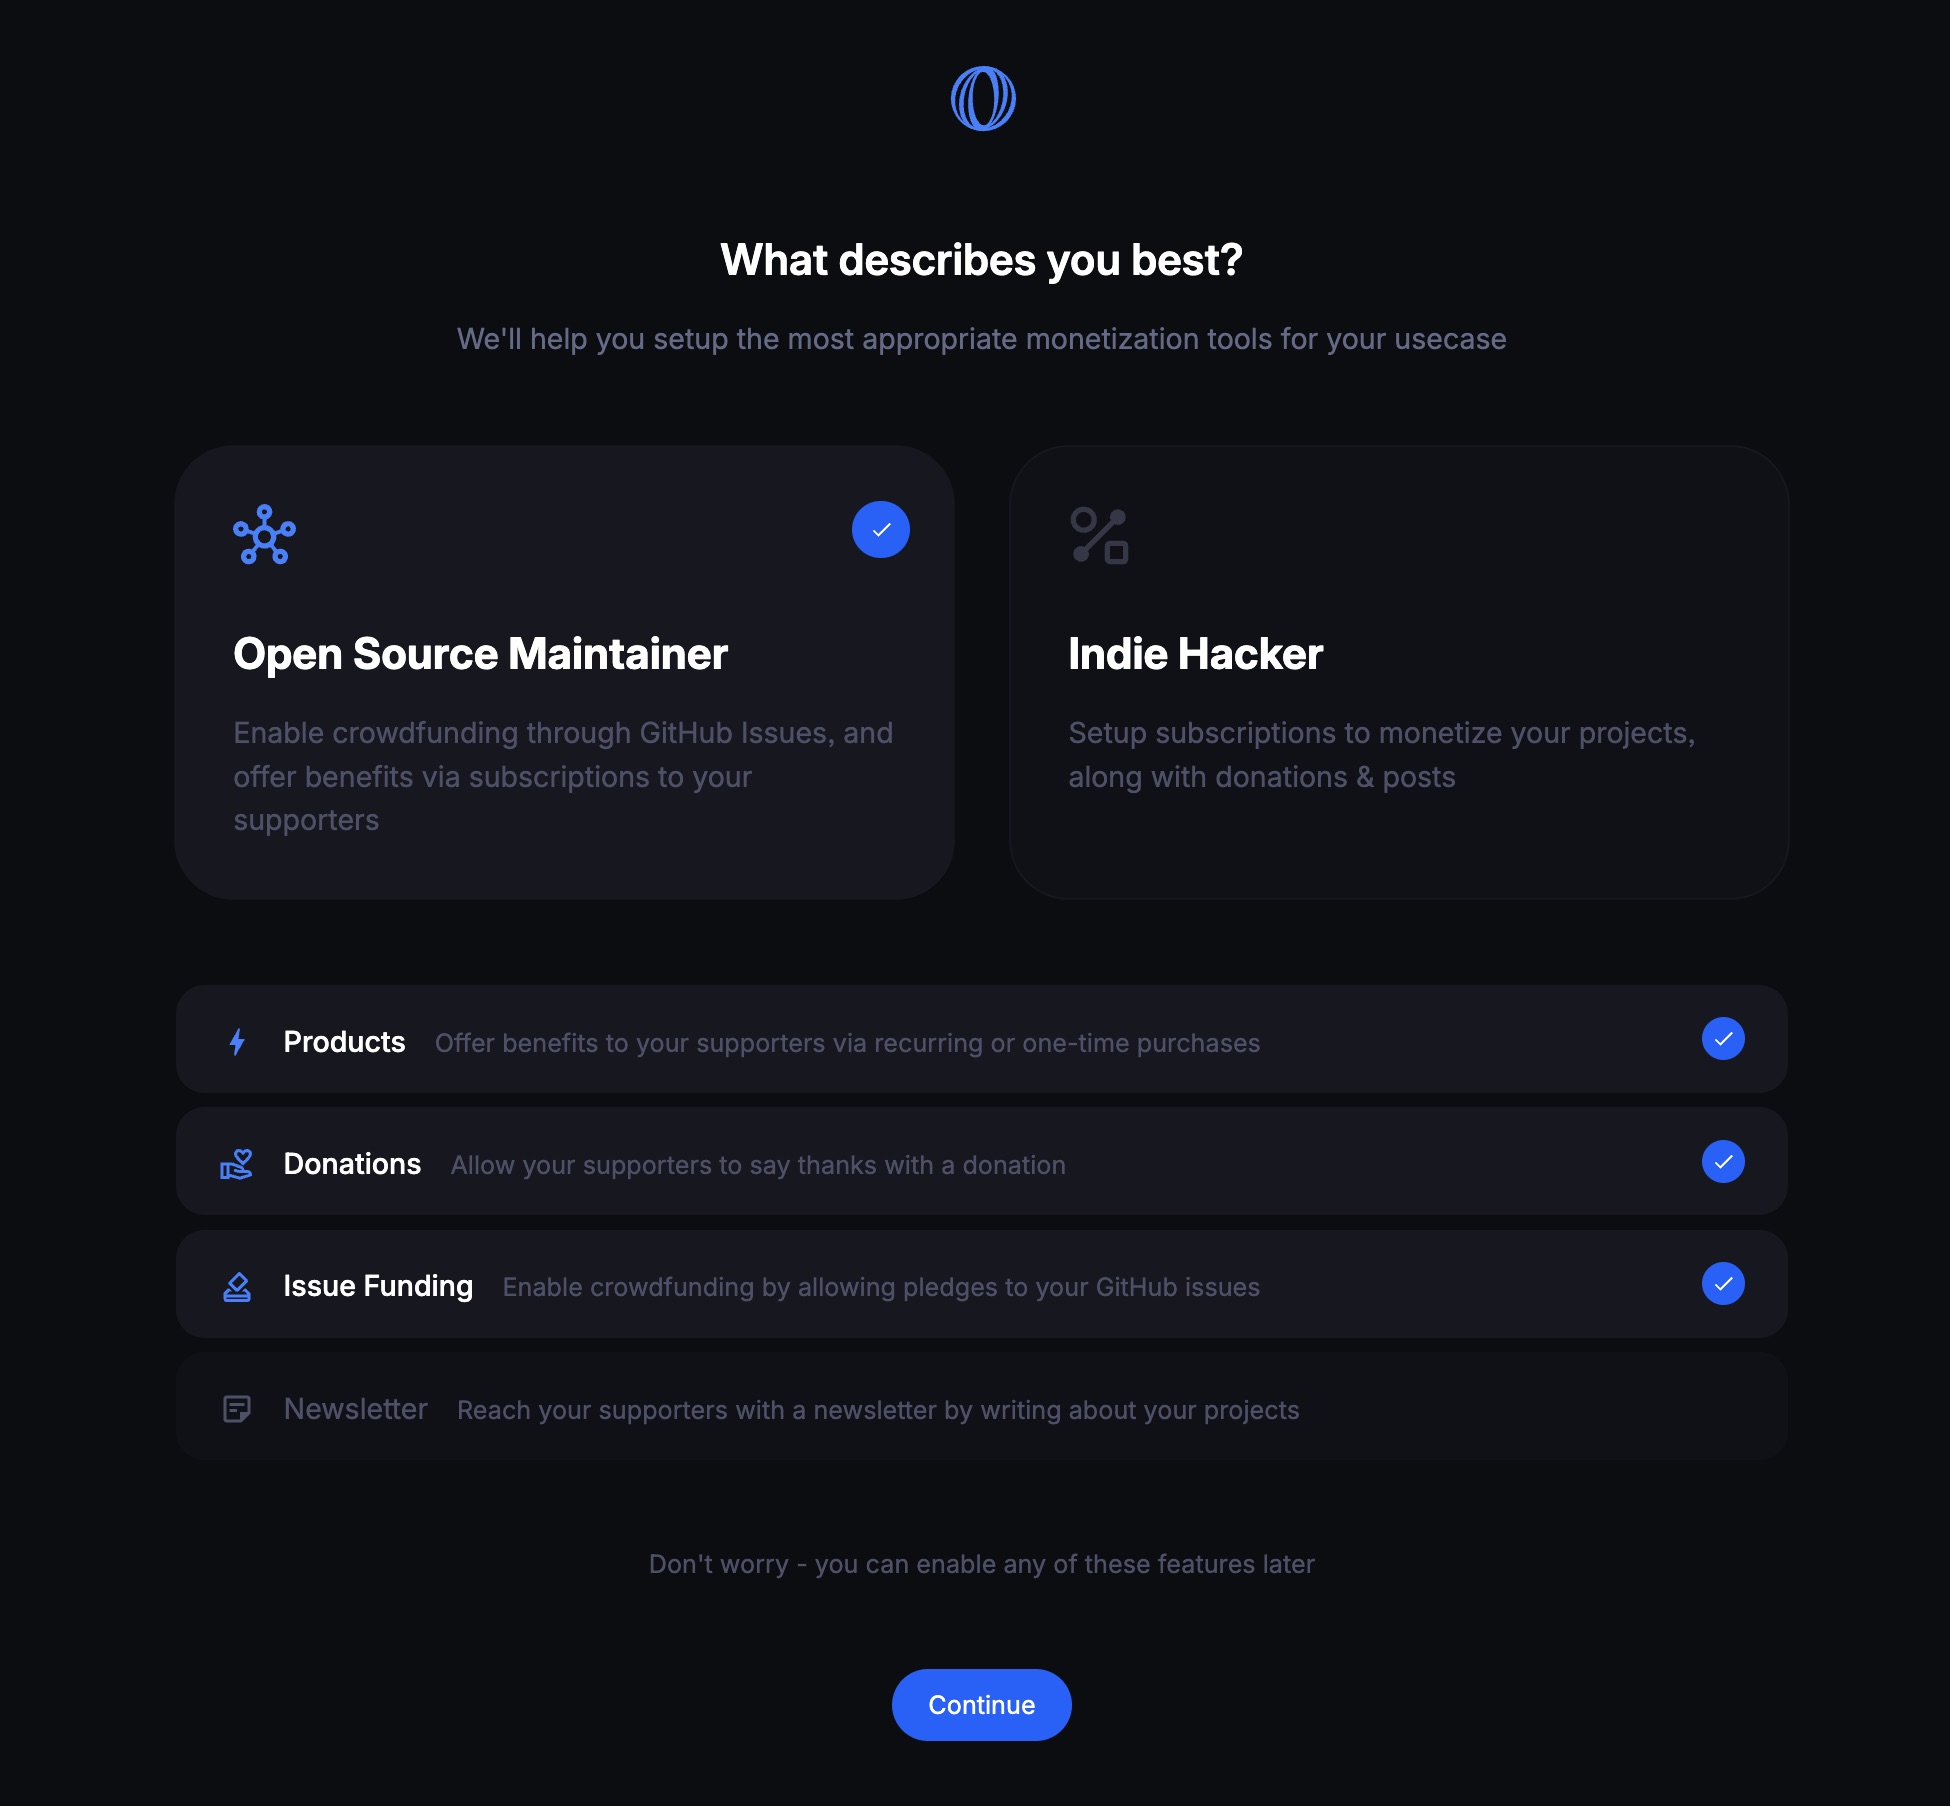 What describes you best?
We'll help you setup the most appropriate monetization tools for your usecase
Open Source Maintainer
Enable crowdfunding through GitHub Issues, and
offer benefits via subscriptions to your
supporters
Indie Hacker
Setup subscriptions to monetize your projects,
along with donations & posts
Products Offer benefits to your supporters via recurring or one-time purchases
Donations Allow your supporters to say thanks with a donation
Issue Funding Enable crowdfunding by allowing pledges to your GitHub issues
Newsletter Reach your supporters with a newsletter by writing about your projects
Don't worry - you can enable any of these features later
Continue